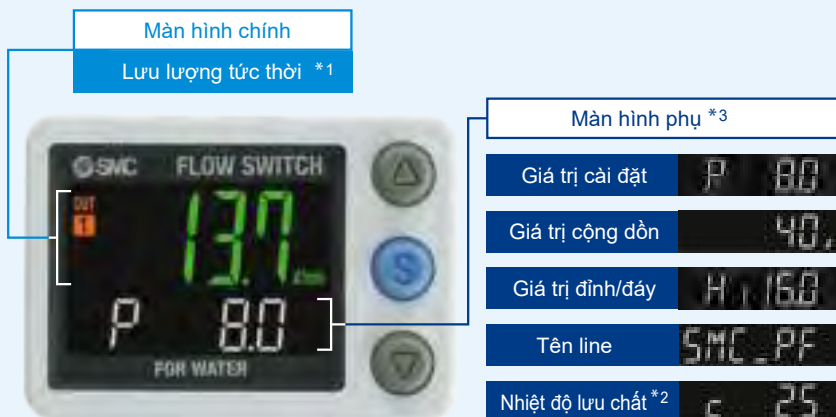 Màn hình chính
Lưu lượng tức thời *1
Màn hình phụ *3
SMC FLOW SWITCH
OUT
1
13.7
L/min
P 8.0
FOR WATER
S
Giá trị cài đặt P 8.0
Giá trị cộng dồn 40.
Giá trị đỉnh/đáy Hi 15.0
Tên line SMC_PF
Nhiệt độ lưu chất *2 c 25.